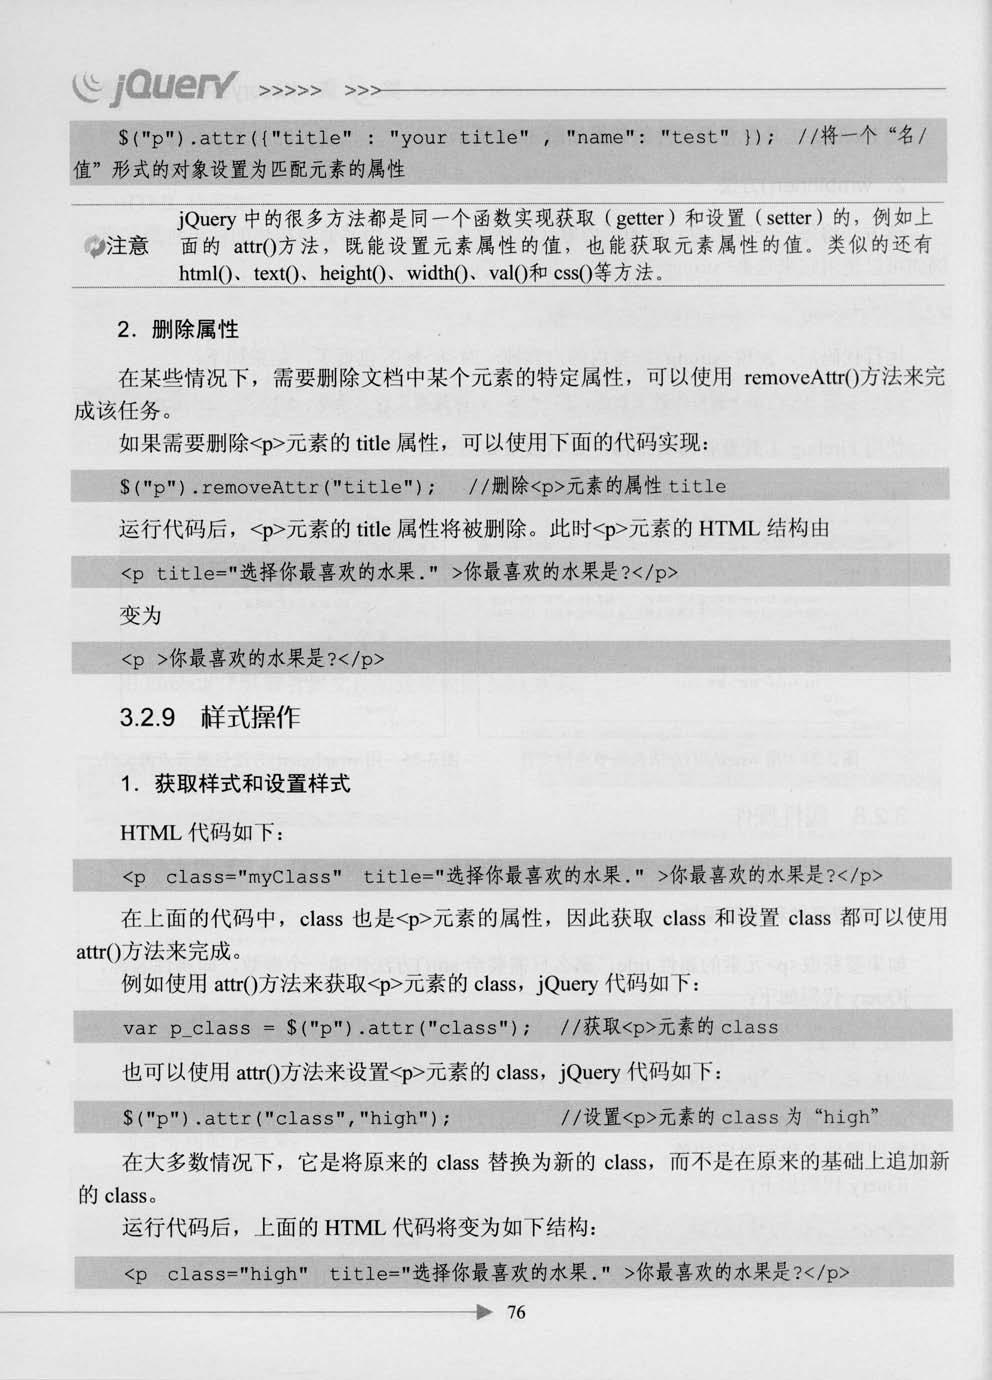 jQuery >>>>> >>>
$("p").attr({"title" : "your title" , "name": "test" }); //将一个“名/
值”形式的对象设置为匹配元素的属性
jQuery 中的很多方法都是同一个函数实现获取（getter）和设置（setter）的，例如上
注意 面的 attr()方法，既能设置元素属性的值，也能获取元素属性的值。类似的还有
html()、text()、height()、width()、val()和 css()等方法。
2．删除属性
在某些情况下，需要删除文档中某个元素的特定属性，可以使用 removeAttr()方法来完
成该任务。
如果需要删除<p>元素的 title 属性，可以使用下面的代码实现：
$("p").removeAttr("title"); //删除<p>元素的属性 title
运行代码后，<p>元素的 title 属性将被删除。此时<p>元素的 HTML 结构由
<p title="选择你最喜欢的水果." >你最喜欢的水果是?</p>
变为
<p >你最喜欢的水果是?</p>
3.2.9 样式操作
1．获取样式和设置样式
HTML 代码如下：
<p class="myClass" title="选择你最喜欢的水果." >你最喜欢的水果是?</p>
在上面的代码中，class 也是<p>元素的属性，因此获取 class 和设置 class 都可以使用
attr()方法来完成。
例如使用 attr()方法来获取<p>元素的 class，jQuery 代码如下：
var p_class = $("p").attr("class"); //获取<p>元素的 class
也可以使用 attr()方法来设置<p>元素的 class，jQuery 代码如下：
$("p").attr("class","high"); //设置<p>元素的 class 为“high”
在大多数情况下，它是将原来的 class 替换为新的 class，而不是在原来的基础上追加新
的 class。
运行代码后，上面的 HTML 代码将变为如下结构：
<p class="high" title="选择你最喜欢的水果." >你最喜欢的水果是?</p>
76